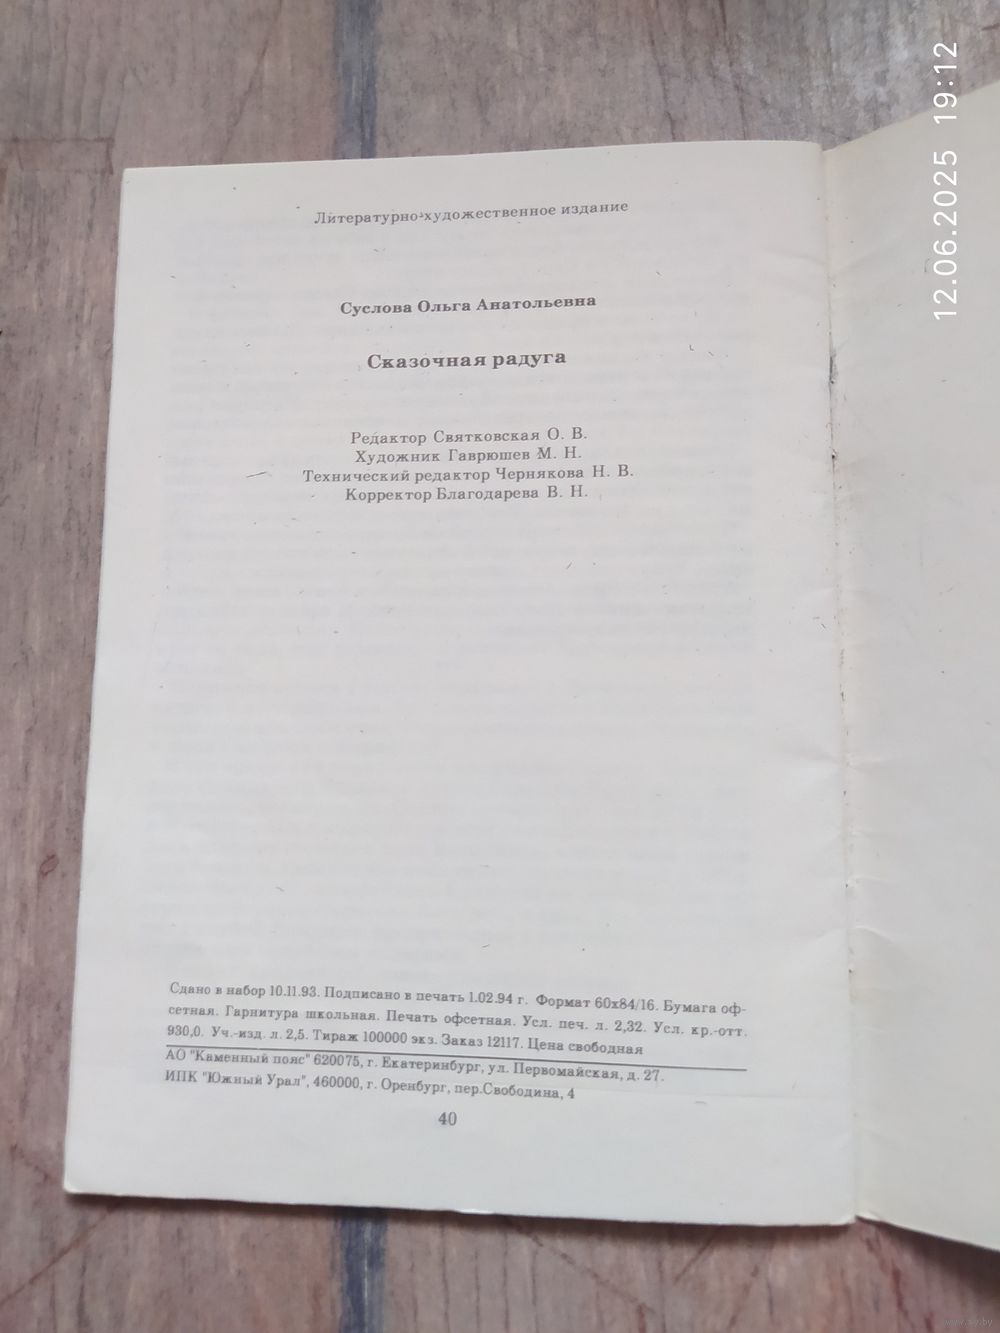 Литературно-художественное издание
Суслова Ольга Анатольевна
Сказочная радуга
Редактор Святковская О. В.
Художник Гаврюшев М. Н.
Технический редактор Чернякова Н. В.
Корректор Благодарева В. Н.
Сдано в набор 10.11.93. Подписано в печать 1.02.94 г. Формат 60x84/16. Бумага оф-
сетная. Гарнитура школьная. Печать офсетная. Усл. печ. л. 2,32. Усл. кр.-отт.
930,0. Уч.-изд. л. 2,5. Тираж 100000 экз. Заказ 12117. Цена свободная
АО "Каменный пояс" 620075, г. Екатеринбург, ул. Первомайская, д. 27.
ИПК "Южный Урал", 460000, г. Оренбург, пер.Свободина, 4
40
12.06.2025 19:12